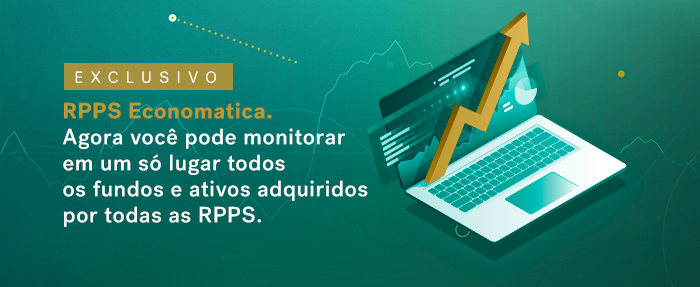 EXCLUSIVO
RPPS Economatica.
Agora você pode monitorar
em um só lugar todos
os fundos e ativos adquiridos
por todas as RPPS.